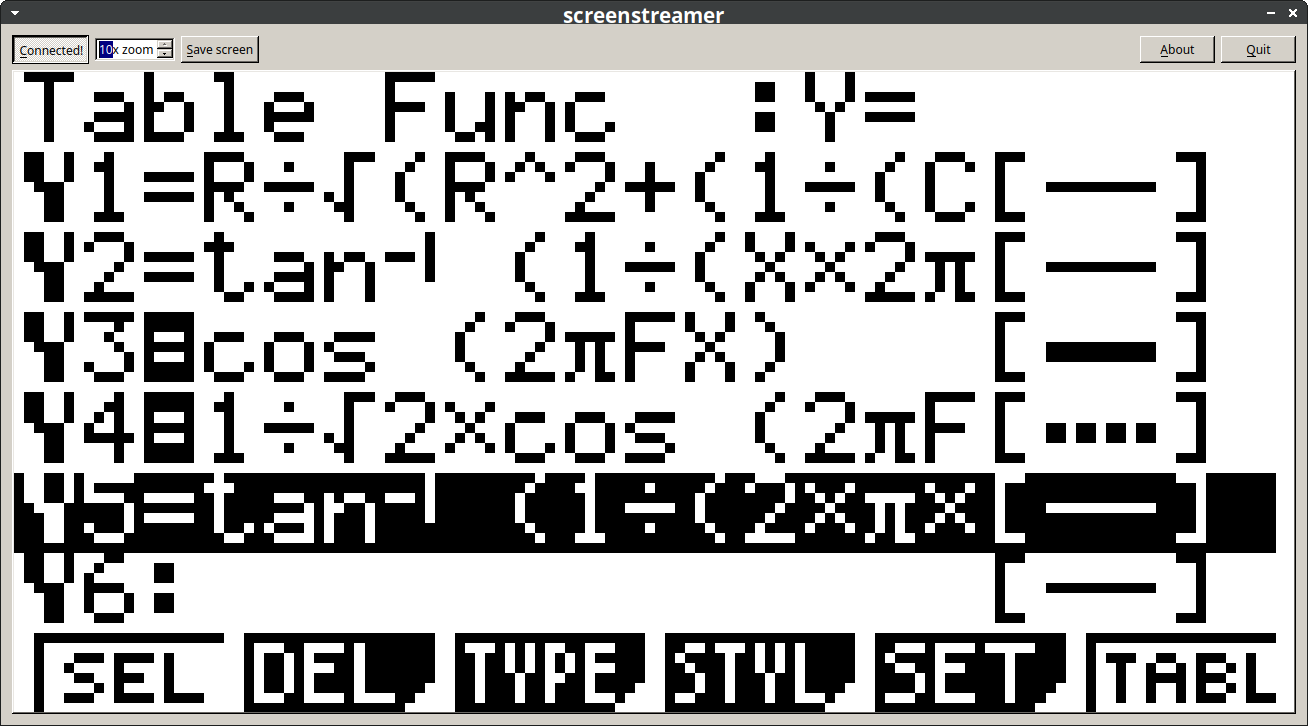 screenstreamer
Connected! 10x zoom Save screen About Quit
Table Func :Y=
Y1=R÷√(R^2+(1÷(C[—]
Y2=tan⁻¹ (1÷(X×2π[—]
Y3=cos (2πFX) [—]
Y4=1÷√2×cos (2πF[····]
Y5=tan⁻¹ (1÷(2×π×[—]
Y6: [—]
SEL DEL TYPE STYL SET TABL